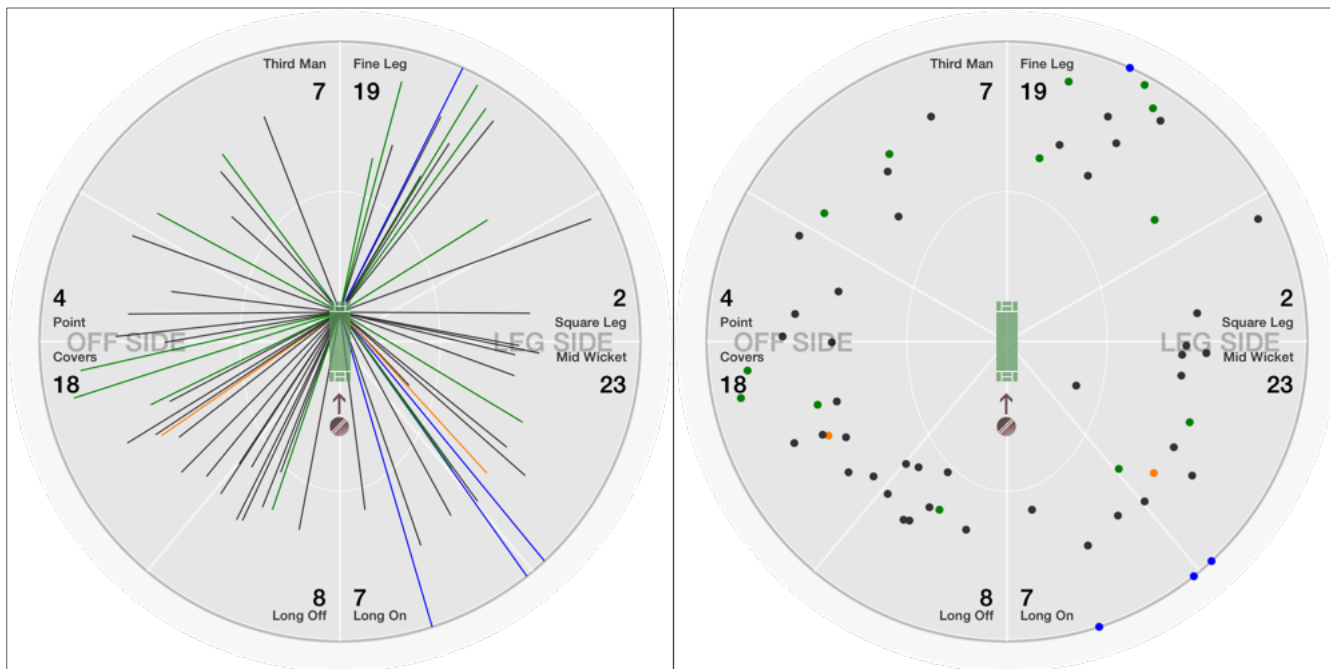 Third Man
7
Fine Leg
19
4
Point
OFF SIDE
Covers
18
2
Square Leg
LEG SIDE
Mid Wicket
23
8
Long Off
7
Long On
Third Man
7
Fine Leg
19
4
Point
OFF SIDE
Covers
18
2
Square Leg
LEG SIDE
Mid Wicket
23
8
Long Off
7
Long On